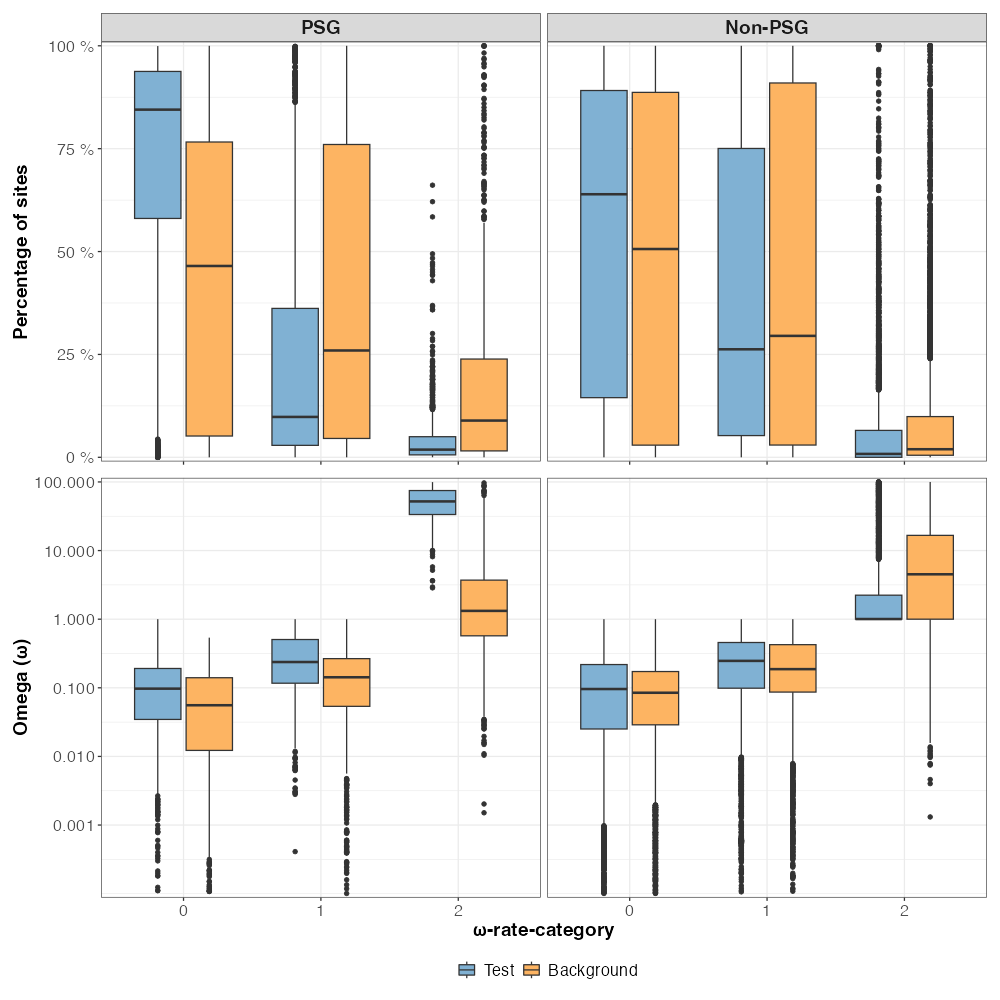 PSG
Non-PSG
Percentage of sites
100 %
75 %
50 %
25 %
0 %
Omega (ω)
100.000
10.000
1.000
0.100
0.010
0.001
0 1 2
0 1 2
ω-rate-category
Test Background